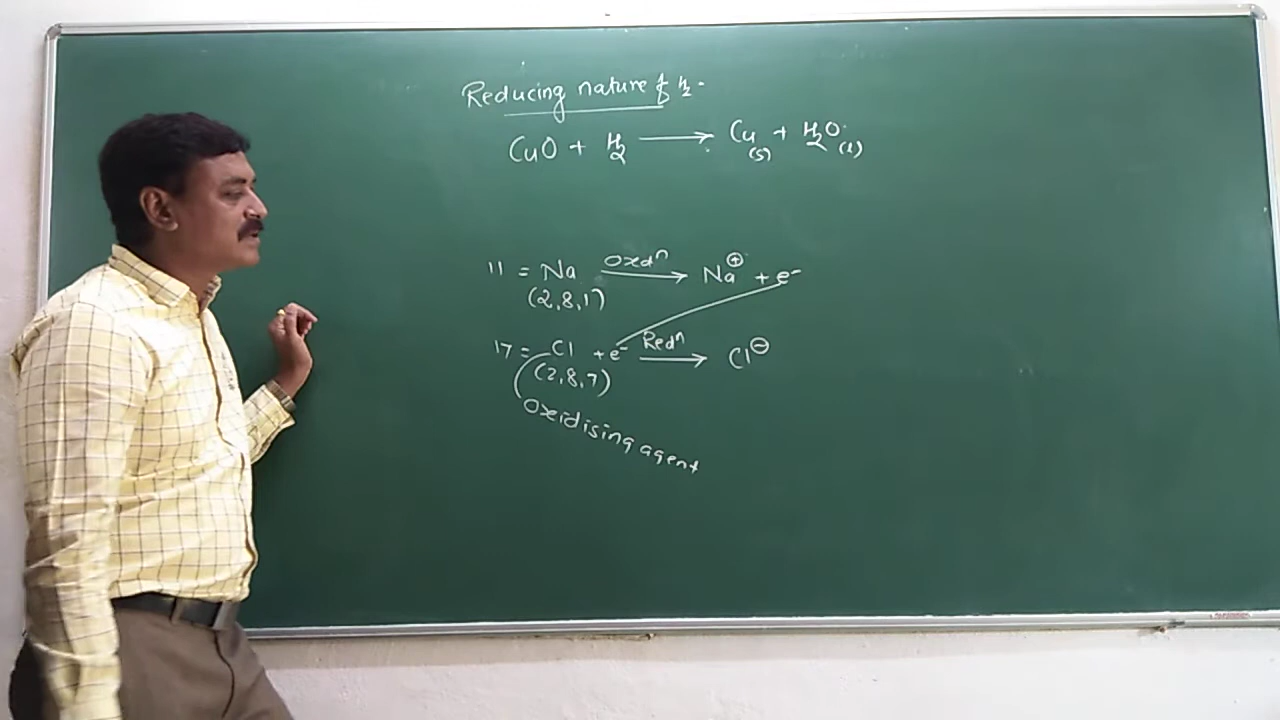 Reducing nature of H₂ -
CuO + H₂ ⟶ Cu(s) + H₂O(l)
11 = Na ⟶ Oxdⁿ Na⊕ + e⁻
(2,8,1)
17 = Cl + e⁻ ⟶ Redⁿ Cl⊖
(2,8,7)
Oxidising agent